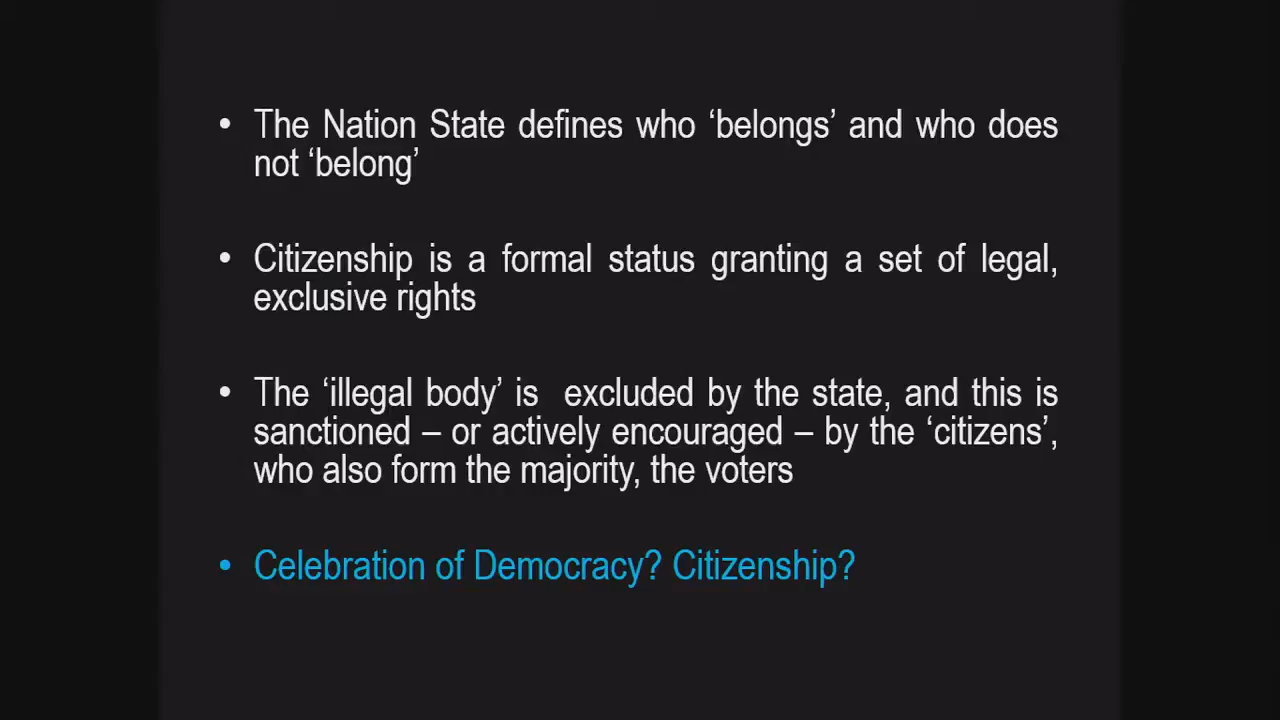 • The Nation State defines who ‘belongs’ and who does
not ‘belong’
• Citizenship is a formal status granting a set of legal,
exclusive rights
• The ‘illegal body’ is  excluded by the state, and this is
sanctioned – or actively encouraged – by the ‘citizens’,
who also form the majority, the voters
• Celebration of Democracy? Citizenship?